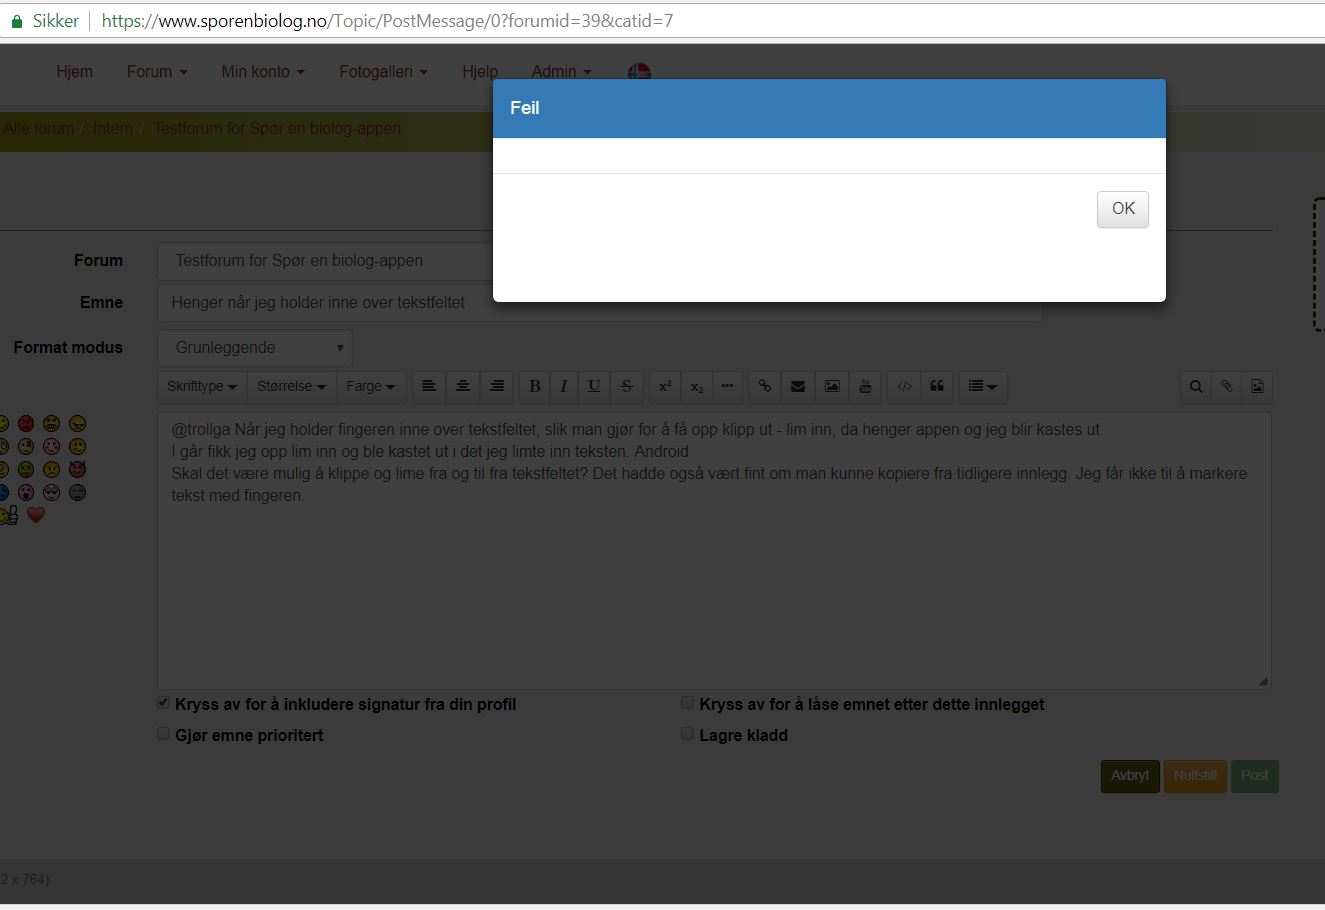 Sikker https://www.sporenbiolog.no/Topic/PostMessage/0?forumid=39&catid=7
Hjem Forum Min konto Fotogalleri Hjelp Admin
Feil
Alle forum / Intern / Testforum for Spør en biolog-appen
OK
Forum Testforum for Spør en biolog-appen
Emne Henger når jeg holder inne over tekstfeltet
Format modus Grunleggende
Skrifttype Størrelse Farge B I U S x² x₂ ••• </>
@trollga Når jeg holder fingeren inne over tekstfeltet, slik man gjør for å få opp klipp ut - lim inn, da henger appen og jeg blir kastes ut.
I går fikk jeg opp lim inn og ble kastet ut i det jeg limte inn teksten. Android
Skal det være mulig å klippe og lime fra og til fra tekstfeltet? Det hadde også vært fint om man kunne kopiere fra tidligere innlegg. Jeg får ikke til å markere
tekst med fingeren.
Kryss av for å inkludere signatur fra din profil Kryss av for å låse emnet etter dette innlegget
Gjør emne prioritert Lagre kladd
Avbryt Nullstill Post
2 x 764)